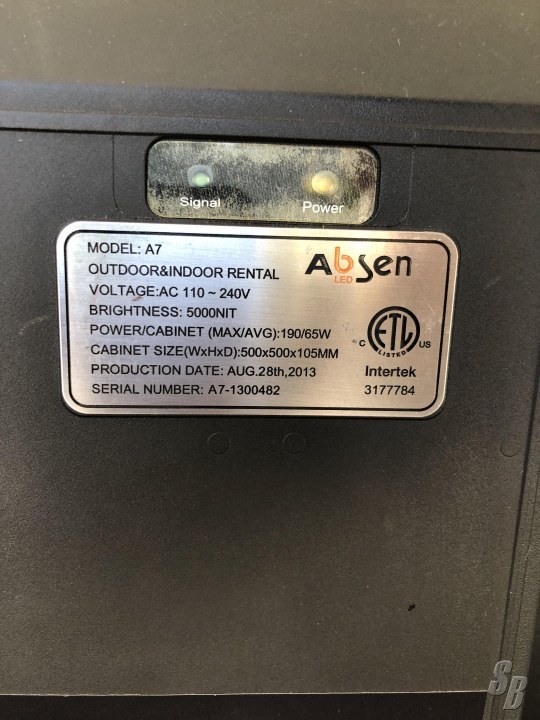 Signal
Power
MODEL: A7
OUTDOOR&INDOOR RENTAL
VOLTAGE:AC 110 ~ 240V
BRIGHTNESS: 5000NIT
POWER/CABINET (MAX/AVG):190/65W
CABINET SIZE(WxHxD):500x500x105MM
PRODUCTION DATE: AUG.28th,2013
SERIAL NUMBER: A7-1300482
Absen
LED
C ETL US
LISTED
Intertek
3177784
SB